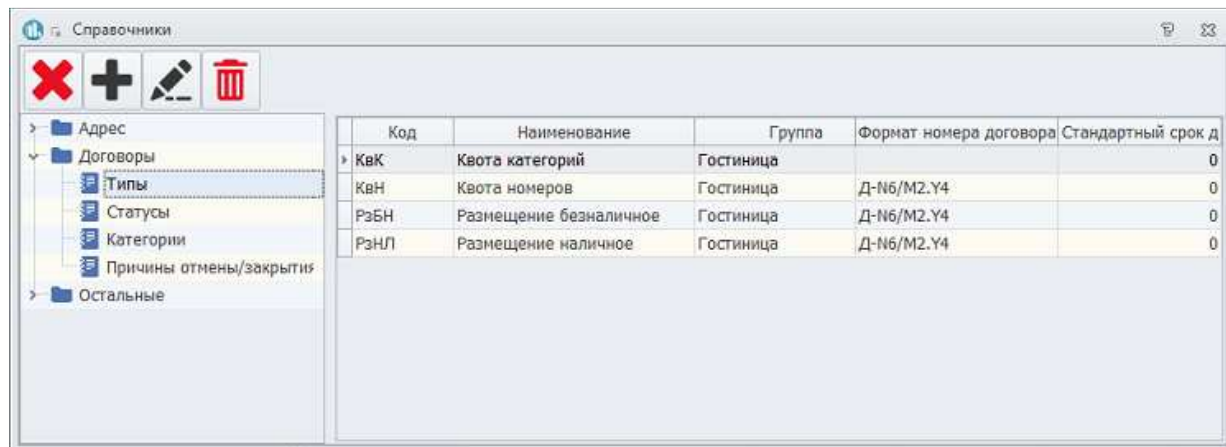 Справочники
Адрес
Договоры
Типы
Статусы
Категории
Причины отмены/закрытия
Остальные
Код Наименование Группа Формат номера договора Стандартный срок д
КвК Квота категорий Гостиница 0
КвН Квота номеров Гостиница Д-N6/M2.Y4 0
РзБН Размещение безналичное Гостиница Д-N6/M2.Y4 0
РзНЛ Размещение наличное Гостиница Д-N6/M2.Y4 0